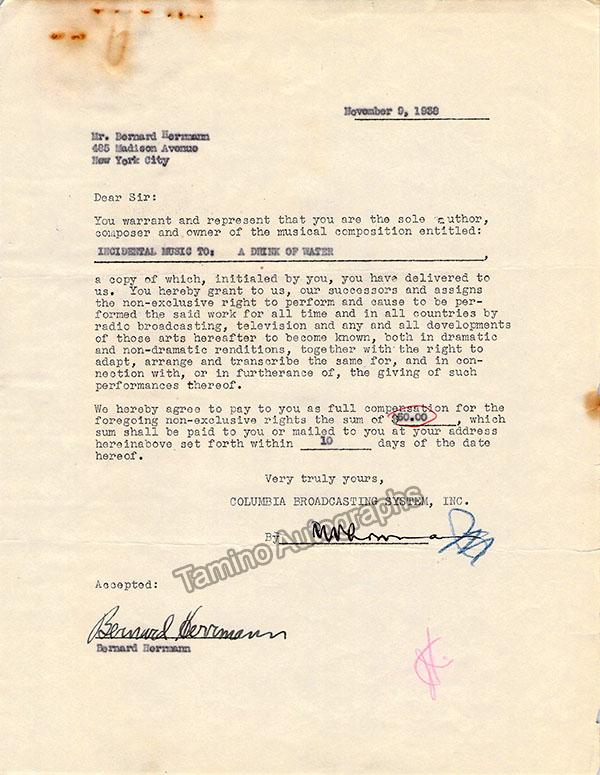 November 9, 1938
Mr. Bernard Herrmann
485 Madison Avenue
New York City
Dear Sir:
You warrant and represent that you are the sole author,
composer and owner of the musical composition entitled:
INCIDENTAL MUSIC TO: A DRINK OF WATER,
a copy of which, initialed by you, you have delivered to
us. You hereby grant to us, our successors and assigns
the non-exclusive right to perform and cause to be per-
formed the said work for all time and in all countries by
radio broadcasting, television and any and all developments
of those arts hereafter to become known, both in dramatic
and non-dramatic renditions, together with the right to
adapt, arrange and transcribe the same for, and in con-
nection with, or in furtherance of, the giving of such
performances thereof.
We hereby agree to pay to you as full compensation for the
foregoing non-exclusive rights the sum of $50.00, which
sum shall be paid to you or mailed to you at your address
hereinabove set forth within 10 days of the date
hereof.
Very truly yours,
COLUMBIA BROADCASTING SYSTEM, INC.
By
Tamino Autographs
Accepted:
Bernard Herrmann
Bernard Herrmann